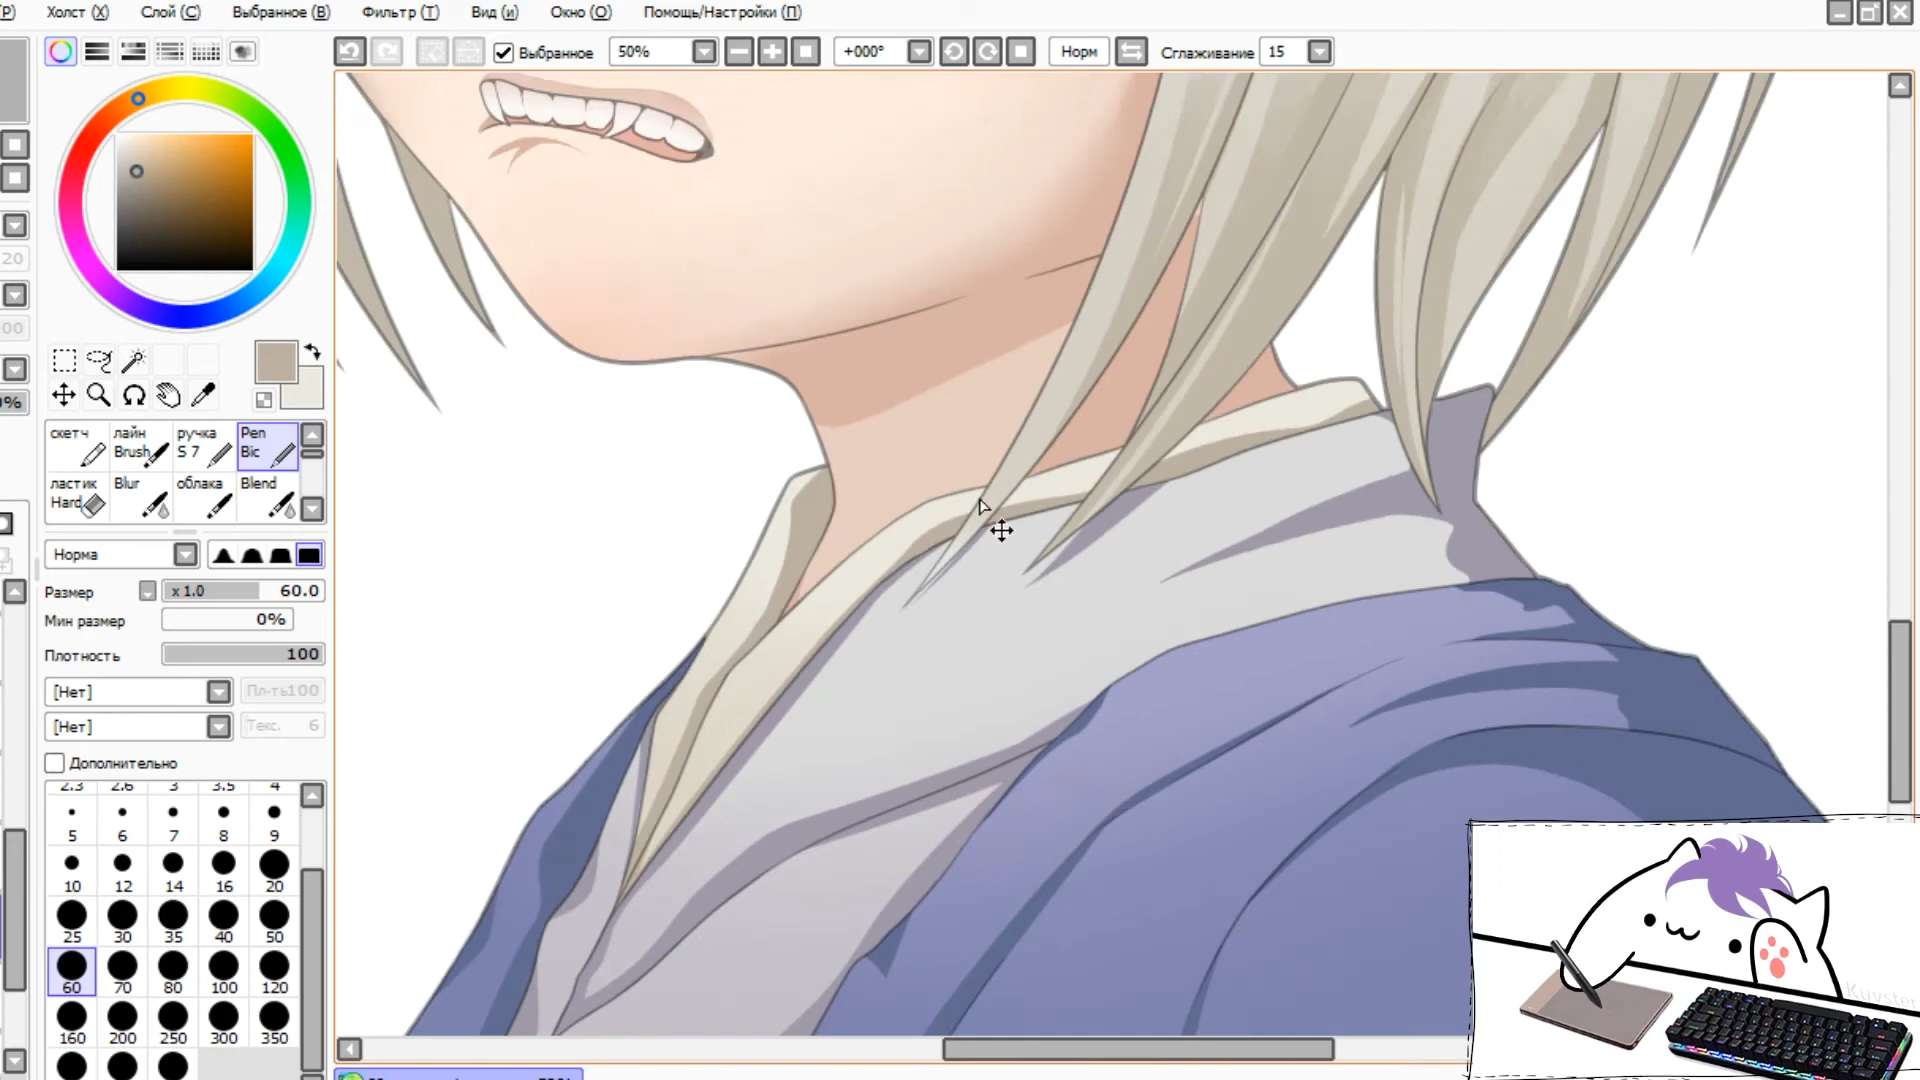 Р)
Холст (X)
Слой (C)
Выбранное (B)
Фильтр (T)
Вид (и)
Окно (O)
Помощь/Настройки (П)
Выбранное
50%
+000°
Норм
Сглаживание
15
20
00
0%
скетч
лайн
Brush
ручка
S 7
Pen
Bic
ластик
Hard
Blur
облака
Blend
Норма
Размер
x 1.0
60.0
Мин размер
0%
Плотность
100
[Нет]
Пл-ть100
[Нет]
Текс. 6
Дополнительно
2.3 2.6 3 3.5 4
5 6 7 8 9
10 12 14 16 20
25 30 35 40 50
60 70 80 100 120
160 200 250 300 350
Kuvster